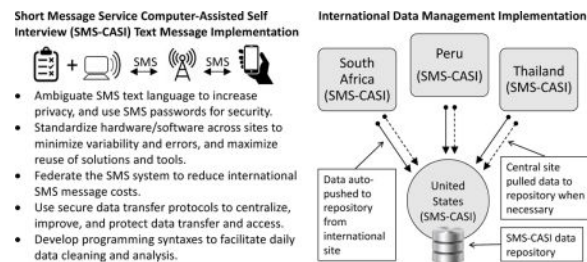 Short Message Service Computer-Assisted Self
Interview (SMS-CASI) Text Message Implementation
+
SMS
SMS
• Ambiguate SMS text language to increase
privacy, and use SMS passwords for security.
• Standardize hardware/software across sites to
minimize variability and errors, and maximize
reuse of solutions and tools.
• Federate the SMS system to reduce international
SMS message costs.
• Use secure data transfer protocols to centralize,
improve, and protect data transfer and access.
• Develop programming syntaxes to facilitate daily
data cleaning and analysis.
International Data Management Implementation
South
Africa
(SMS-CASI)
Peru
(SMS-CASI)
Thailand
(SMS-CASI)
Data auto-
pushed to
repository
from
international
site
United
States
(SMS-CASI)
Central site
pulled data to
repository when
necessary
SMS-CASI data
repository